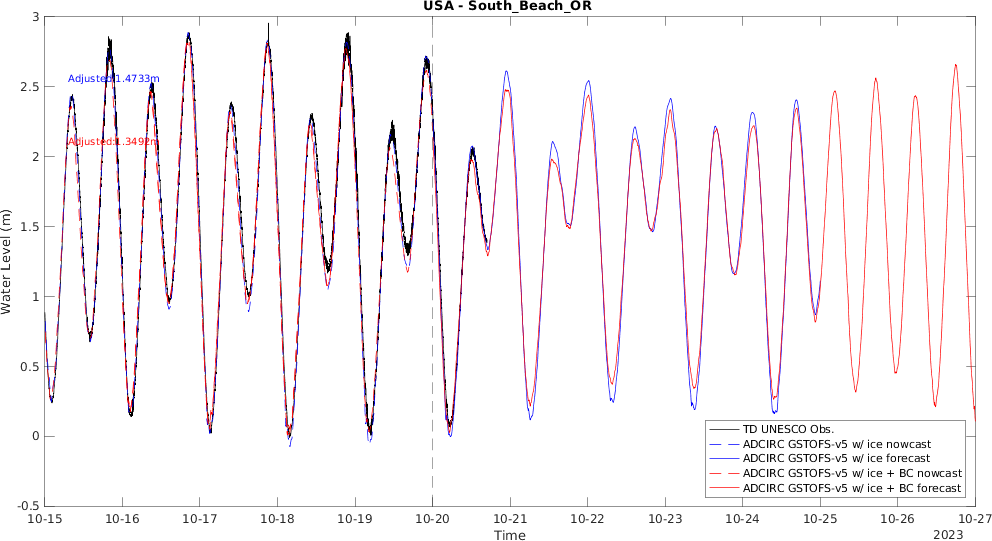 USA - South_Beach_OR
3
2.5
2
1.5
1
0.5
0
-0.5
Water Level (m)
Adjusted:1.4733m
Adjusted:1.3492m
TD UNESCO Obs.
ADCIRC GSTOFS-v5 w/ ice nowcast
ADCIRC GSTOFS-v5 w/ ice forecast
ADCIRC GSTOFS-v5 w/ ice + BC nowcast
ADCIRC GSTOFS-v5 w/ ice + BC forecast
10-15 10-16 10-17 10-18 10-19 10-20 10-21 10-22 10-23 10-24 10-25 10-26 10-27
Time
2023